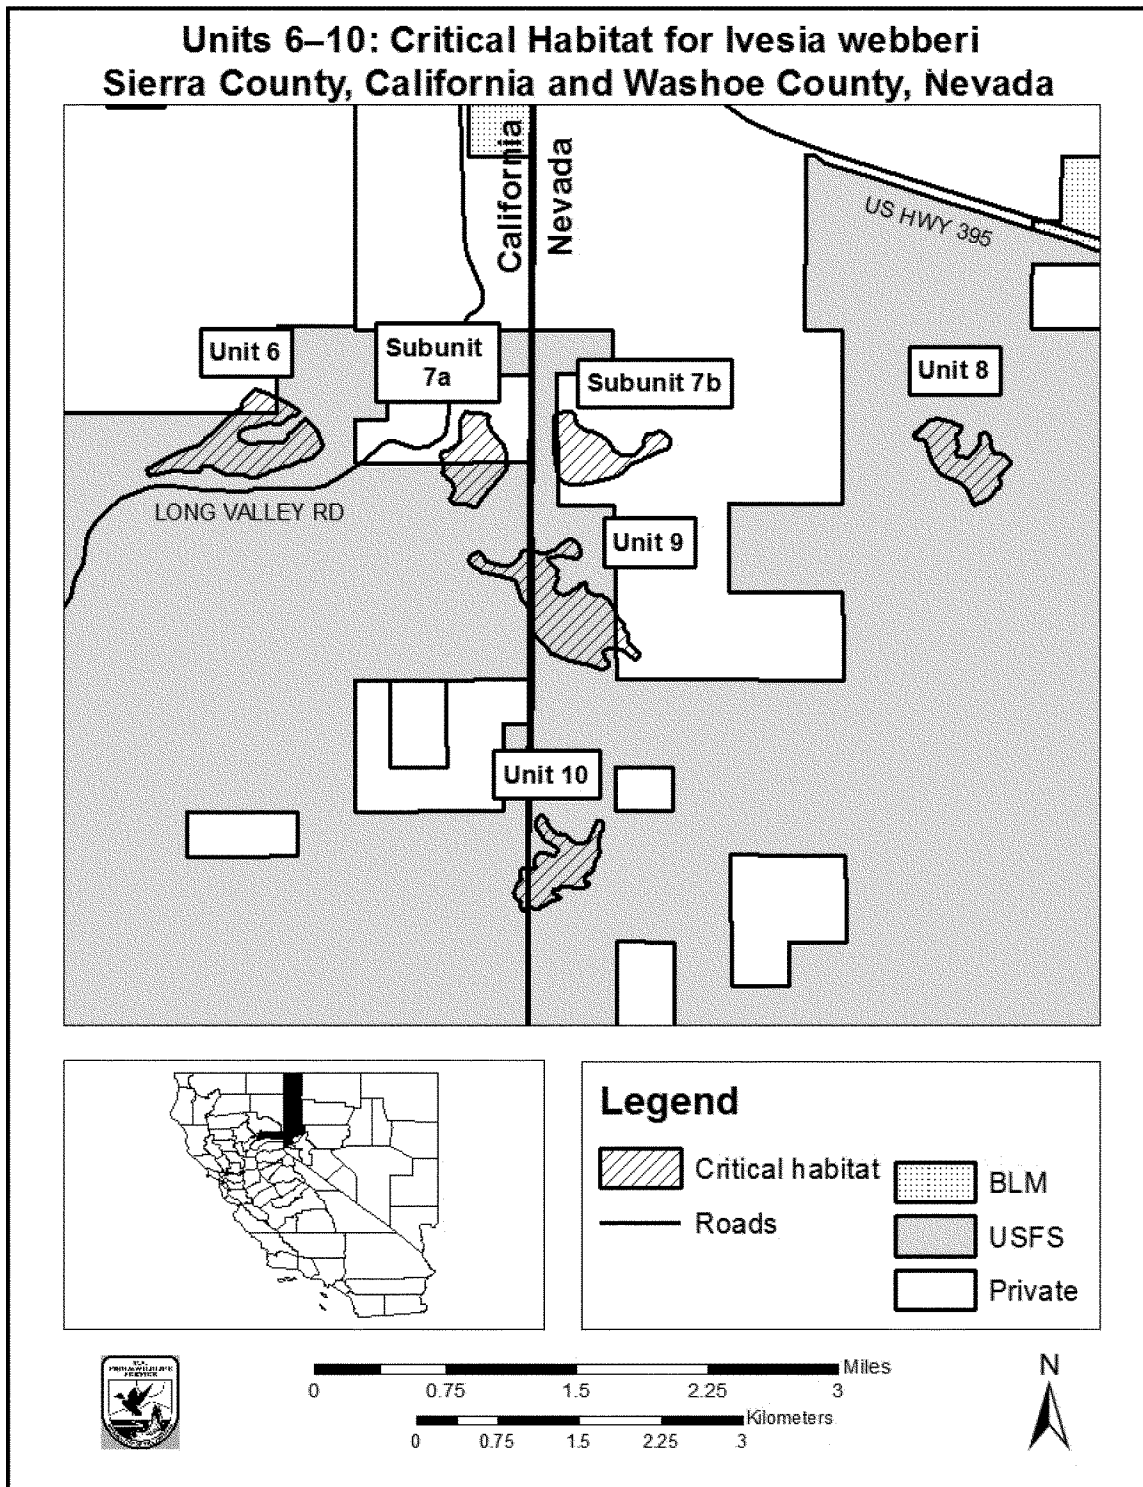 Units 6–10: Critical Habitat for Ivesia webberi
Sierra County, California and Washoe County, Nevada
California
Nevada
US HWY 395
Unit 6
Subunit
7a
Subunit 7b
Unit 8
LONG VALLEY RD
Unit 9
Unit 10
Legend
Critical habitat
Roads
BLM
USFS
Private
U.S.
FISH & WILDLIFE
SERVICE
Miles
0 0.75 1.5 2.25 3
Kilometers
0 0.75 1.5 2.25 3
N